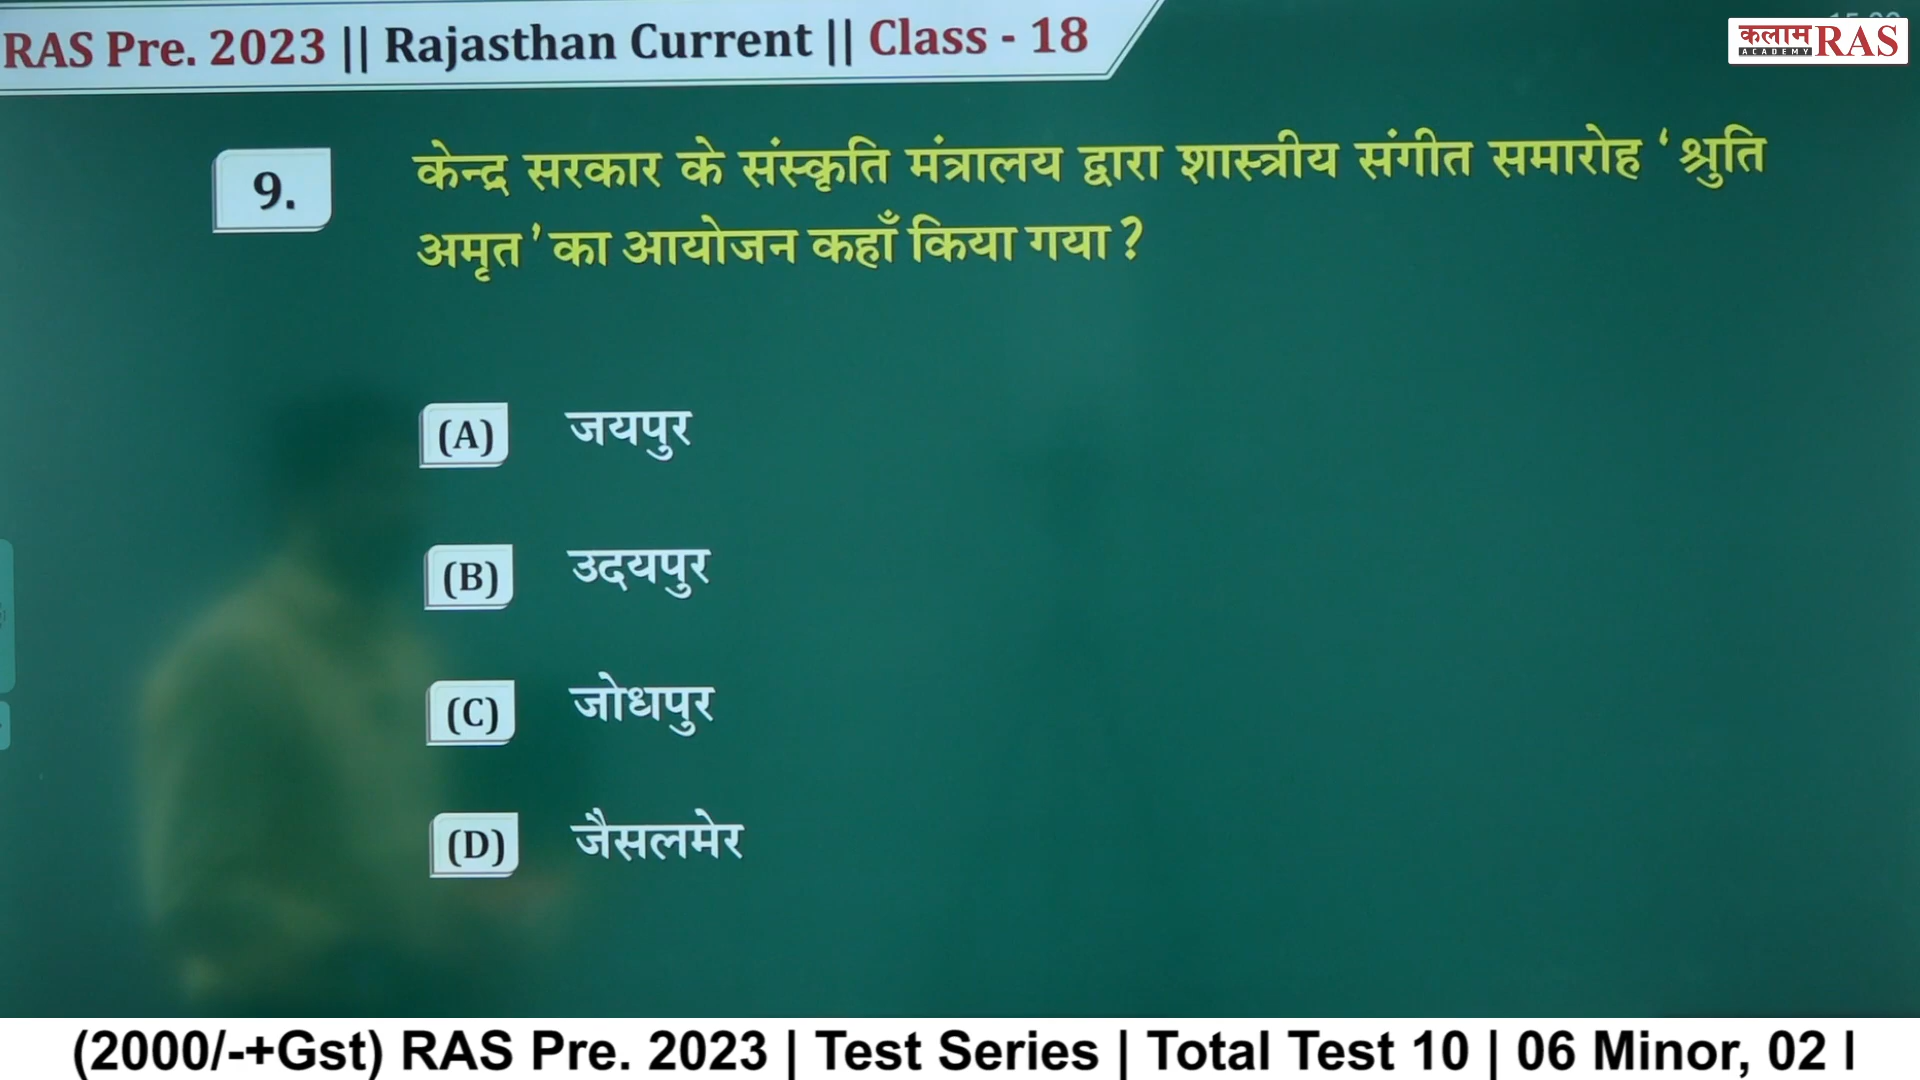 RAS Pre. 2023 || Rajasthan Current || Class - 18
कलाम RAS
ACADEMY
9. केन्द्र सरकार के संस्कृति मंत्रालय द्वारा शास्त्रीय संगीत समारोह ‘श्रुति
अमृत’ का आयोजन कहाँ किया गया ?
(A) जयपुर
(B) उदयपुर
(C) जोधपुर
(D) जैसलमेर
(2000/-+Gst) RAS Pre. 2023 | Test Series | Total Test 10 | 06 Minor, 02